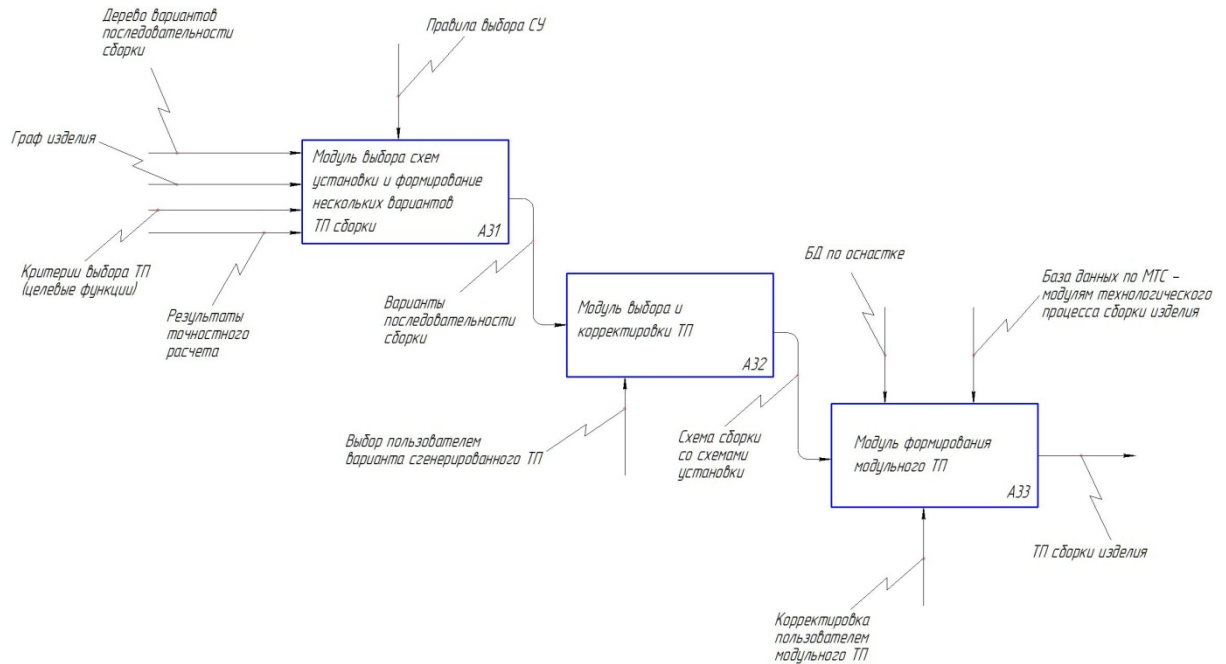 Дерево вариантов
последовательности
сборки
Правила выбора СУ
Граф изделия
Модуль выбора схем
установки и формирование
нескольких вариантов
ТП сборки
А31
Критерии выбора ТП
(целевые функции)
Результаты
точностного
расчета
Варианты
последовательности
сборки
Модуль выбора и
корректировки ТП
А32
БД по оснастке
База данных по МТС –
модулям технологического
процесса сборки изделия
Выбор пользователем
варианта сгенерированного ТП
Схема сборки
со схемами
установки
Модуль формирования
модульного ТП
А33
ТП сборки изделия
Корректировка
пользователем
модульного ТП